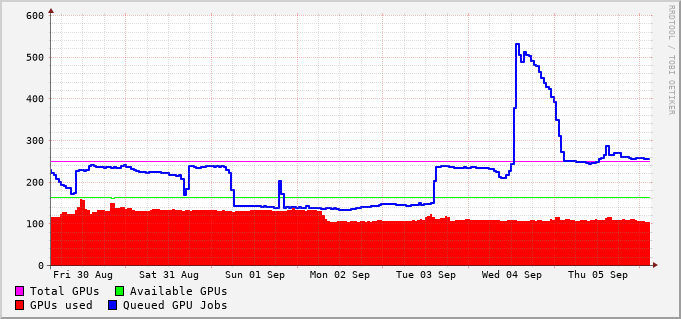 600
500
400
300
200
100
0
Fri 30 Aug Sat 31 Aug Sun 01 Sep Mon 02 Sep Tue 03 Sep Wed 04 Sep Thu 05 Sep
Total GPUs Available GPUs
GPUs used Queued GPU Jobs
RRDTOOL / TOBI OETIKER